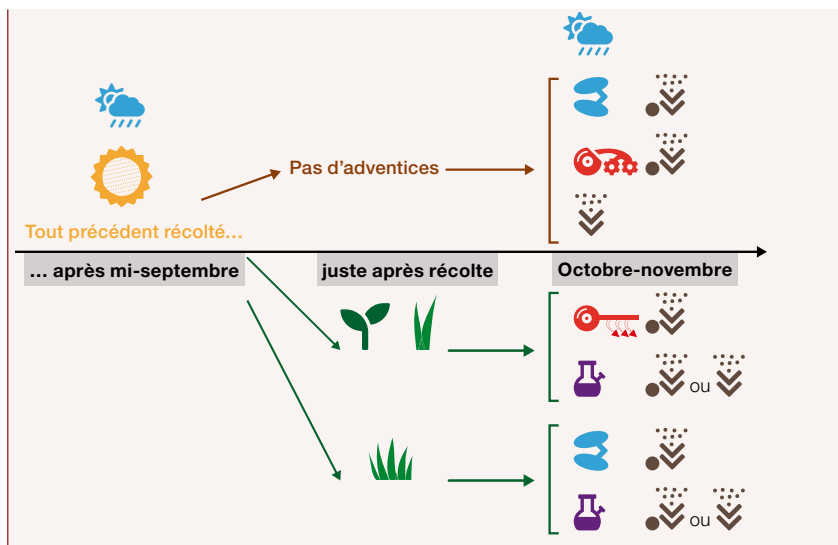 Pas d'adventices
Tout précédent récolté...
... après mi-septembre
juste après récolte
Octobre-novembre
ou
ou